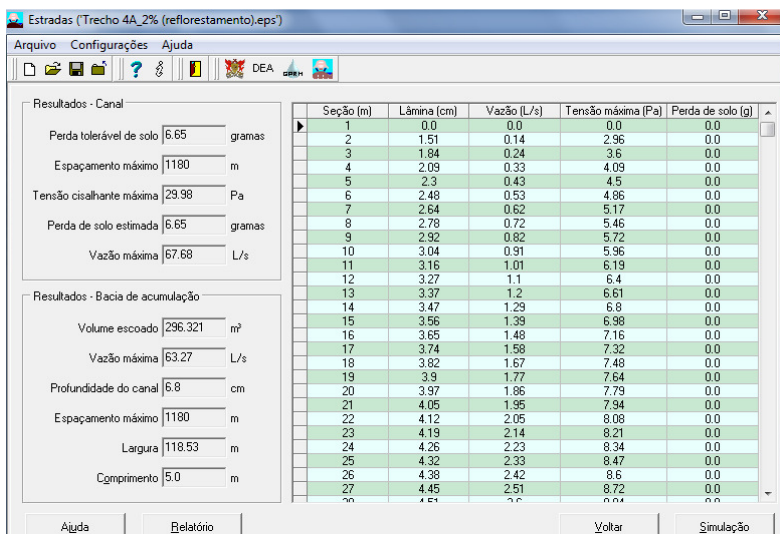 Estradas ('Trecho 4A_2% (reflorestamento).eps')
Arquivo Configurações Ajuda
DEA
GPRH
Resultados - Canal
Perda tolerável de solo 6.65 gramas
Espaçamento máximo 1180 m
Tensão cisalhante máxima 29.98 Pa
Perda de solo estimada 6.65 gramas
Vazão máxima 67.68 L/s
Resultados - Bacia de acumulação
Volume escoado 296.321 m³
Vazão máxima 63.27 L/s
Profundidade do canal 6.8 cm
Espaçamento máximo 1180 m
Largura 118.53 m
Comprimento 5.0 m
Seção (m) Lâmina (cm) Vazão (L/s) Tensão máxima (Pa) Perda de solo (g)
1 0.0 0.0 0.0 0.0
2 1.51 0.14 2.96 0.0
3 1.84 0.24 3.6 0.0
4 2.09 0.33 4.09 0.0
5 2.3 0.43 4.5 0.0
6 2.48 0.53 4.86 0.0
7 2.64 0.62 5.17 0.0
8 2.78 0.72 5.46 0.0
9 2.92 0.82 5.72 0.0
10 3.04 0.91 5.96 0.0
11 3.16 1.01 6.19 0.0
12 3.27 1.1 6.4 0.0
13 3.37 1.2 6.61 0.0
14 3.47 1.29 6.8 0.0
15 3.56 1.39 6.98 0.0
16 3.65 1.48 7.16 0.0
17 3.74 1.58 7.32 0.0
18 3.82 1.67 7.48 0.0
19 3.9 1.77 7.64 0.0
20 3.97 1.86 7.79 0.0
21 4.05 1.95 7.94 0.0
22 4.12 2.05 8.08 0.0
23 4.19 2.14 8.21 0.0
24 4.26 2.23 8.34 0.0
25 4.32 2.33 8.47 0.0
26 4.38 2.42 8.6 0.0
27 4.45 2.51 8.72 0.0
Ajuda Relatório Voltar Simulação